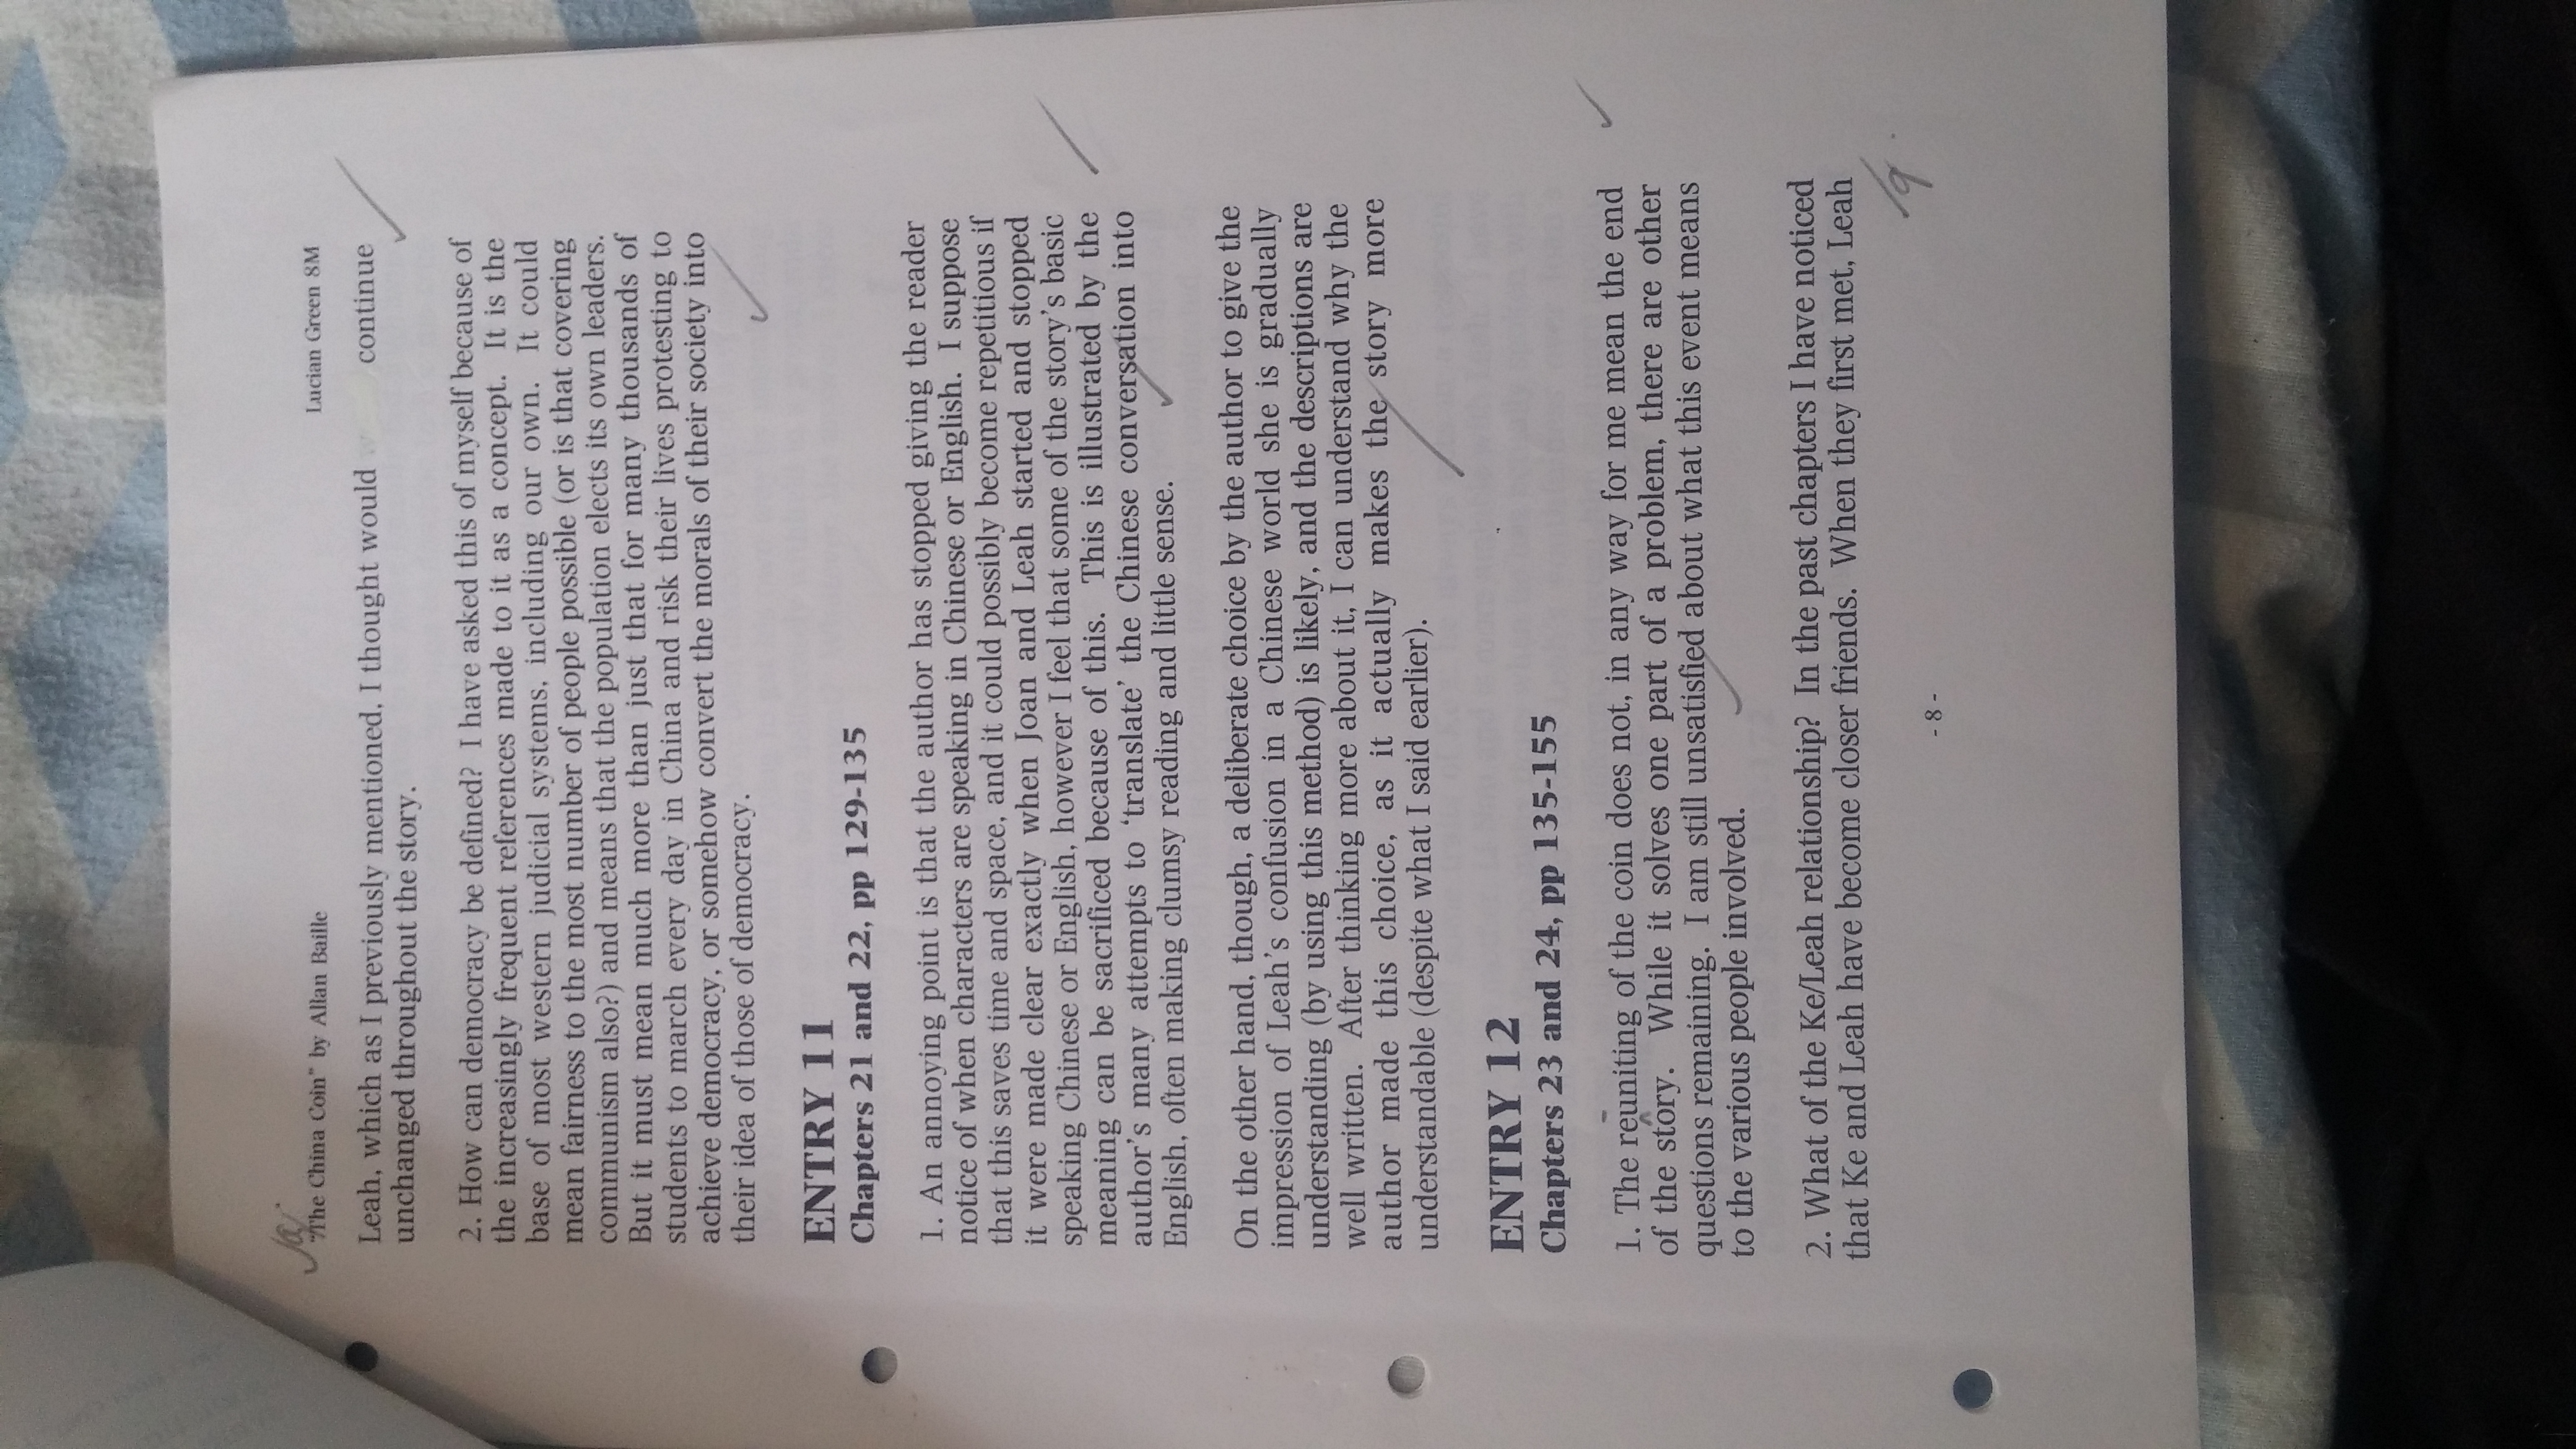 "The China Coin" by Allan Baille Lucian Green 8M
Leah, which as I previously mentioned, I thought would continue
unchanged throughout the story.
2. How can democracy be defined? I have asked this of myself because of
the increasingly frequent references made to it as a concept. It is the
base of most western judicial systems, including our own. It could
mean fairness to the most number of people possible (or is that covering
communism also?) and means that the population elects its own leaders.
But it must mean much more than just that for many thousands of
students to march every day in China and risk their lives protesting to
achieve democracy, or somehow convert the morals of their society into
their idea of those of democracy.
ENTRY 11
Chapters 21 and 22, pp 129-135
1. An annoying point is that the author has stopped giving the reader
notice of when characters are speaking in Chinese or English. I suppose
that this saves time and space, and it could possibly become repetitious if
it were made clear exactly when Joan and Leah started and stopped
speaking Chinese or English, however I feel that some of the story's basic
meaning can be sacrificed because of this. This is illustrated by the
author's many attempts to 'translate' the Chinese conversation into
English, often making clumsy reading and little sense.
On the other hand, though, a deliberate choice by the author to give the
impression of Leah's confusion in a Chinese world she is gradually
understanding (by using this method) is likely, and the descriptions are
well written. After thinking more about it, I can understand why the
author made this choice, as it actually makes the story more
understandable (despite what I said earlier).
ENTRY 12
Chapters 23 and 24, pp 135-155
1. The reuniting of the coin does not, in any way for me mean the end
of the story. While it solves one part of a problem, there are other
questions remaining. I am still unsatisfied about what this event means
to the various people involved.
2. What of the Ke/Leah relationship? In the past chapters I have noticed
that Ke and Leah have become closer friends. When they first met, Leah
- 8 -